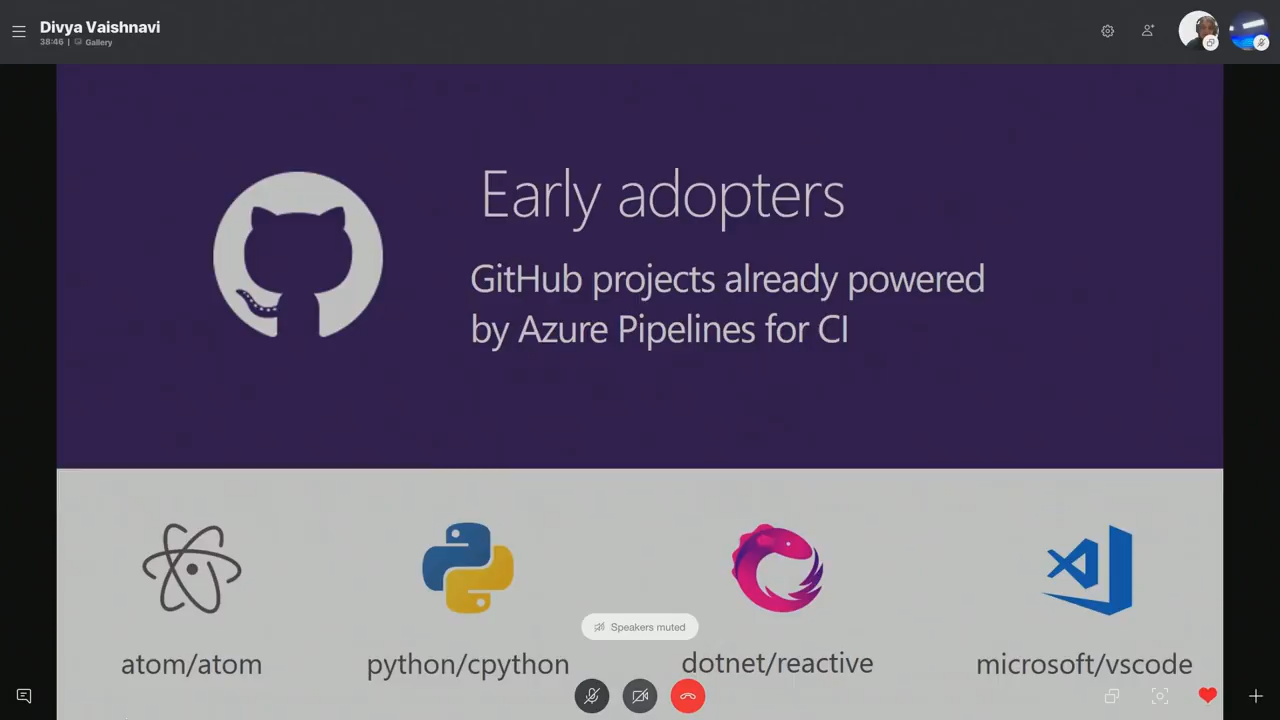 Divya Vaishnavi
38:46 | Gallery
Early adopters
GitHub projects already powered
by Azure Pipelines for CI
Speakers muted
atom/atom
python/cpython
dotnet/reactive
microsoft/vscode